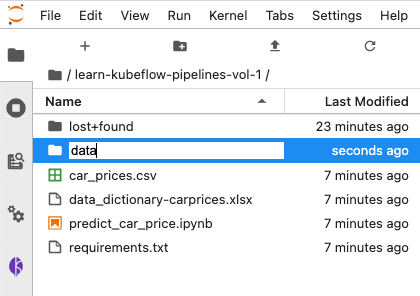 File Edit View Run Kernel Tabs Settings Help
/ learn-kubeflow-pipelines-vol-1 /
Name Last Modified
lost+found 23 minutes ago
data seconds ago
car_prices.csv 7 minutes ago
data_dictionary-carprices.xlsx 7 minutes ago
predict_car_price.ipynb 7 minutes ago
requirements.txt 7 minutes ago